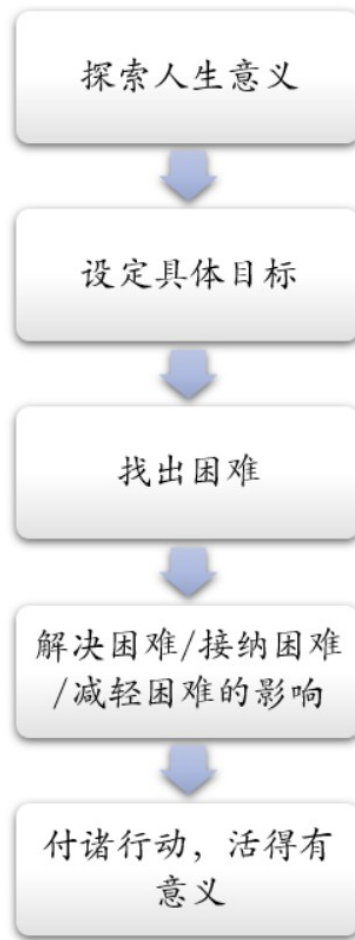 探索人生意义
设定具体目标
找出困难
解决困难/接纳困难
/减轻困难的影响
付诸行动，活得有
意义